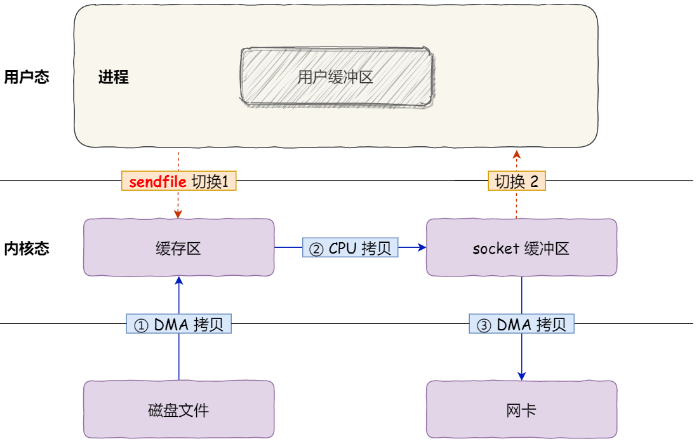 用户态
进程
用户缓冲区
sendfile 切换1
切换 2
内核态
缓存区
② CPU 拷贝
socket 缓冲区
① DMA 拷贝
③ DMA 拷贝
磁盘文件
网卡